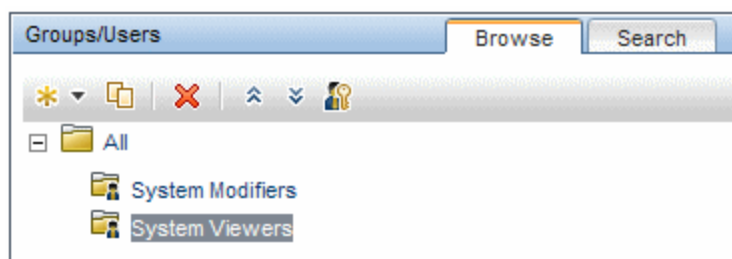 Groups/Users Browse Search
All
System Modifiers
System Viewers